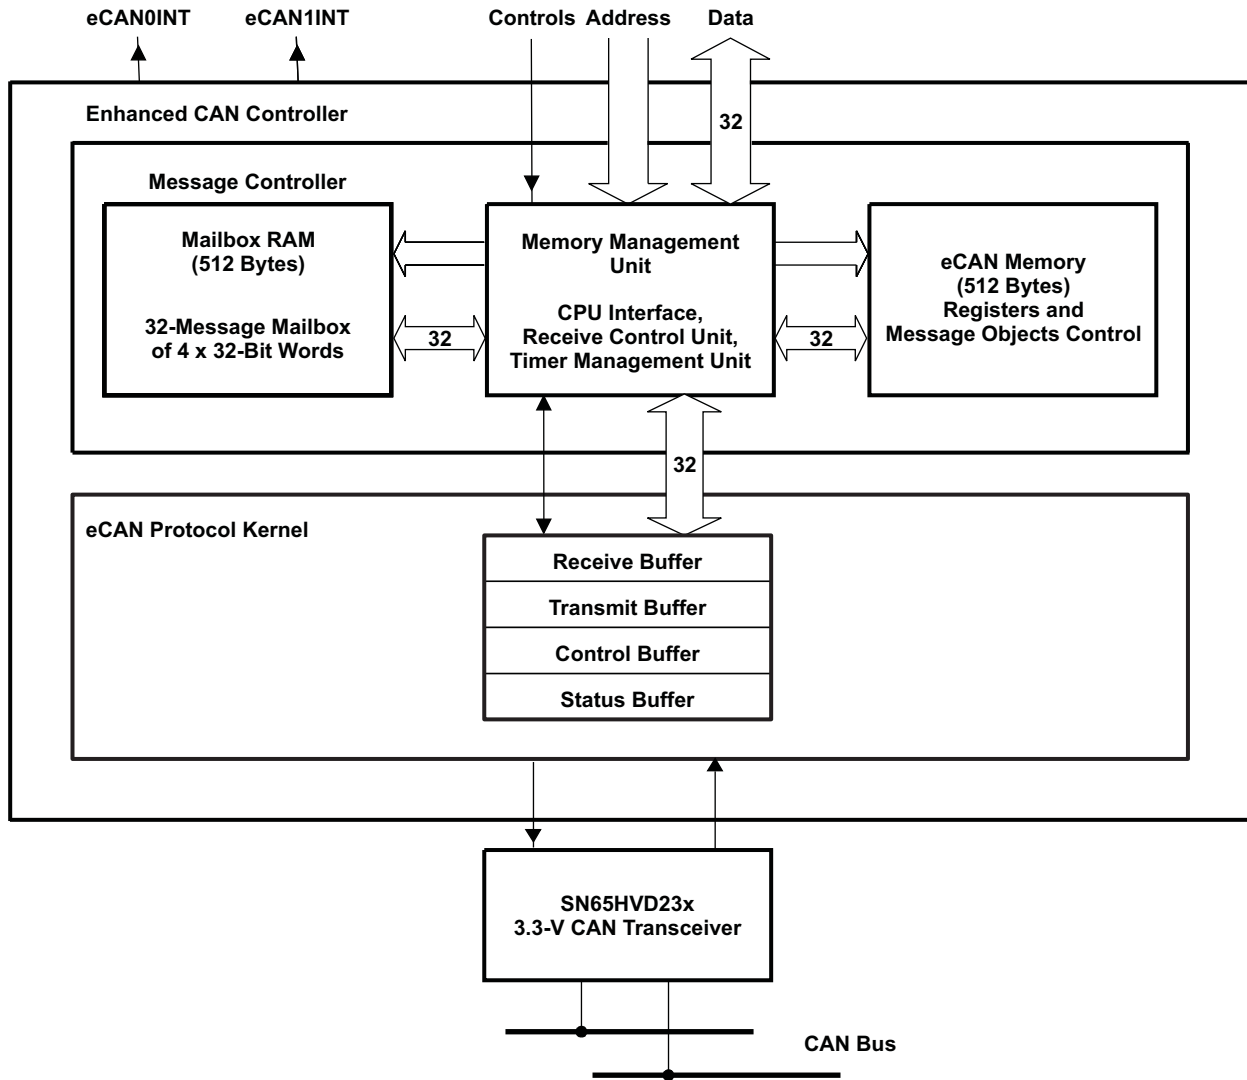 eCAN0INT
eCAN1INT
Controls
Address
Data
32
Enhanced CAN Controller
Message Controller
Mailbox RAM
(512 Bytes)
32-Message Mailbox
of 4 x 32-Bit Words
32
Memory Management
Unit
CPU Interface,
Receive Control Unit,
Timer Management Unit
32
eCAN Memory
(512 Bytes)
Registers and
Message Objects Control
32
eCAN Protocol Kernel
Receive Buffer
Transmit Buffer
Control Buffer
Status Buffer
SN65HVD23x
3.3-V CAN Transceiver
CAN Bus